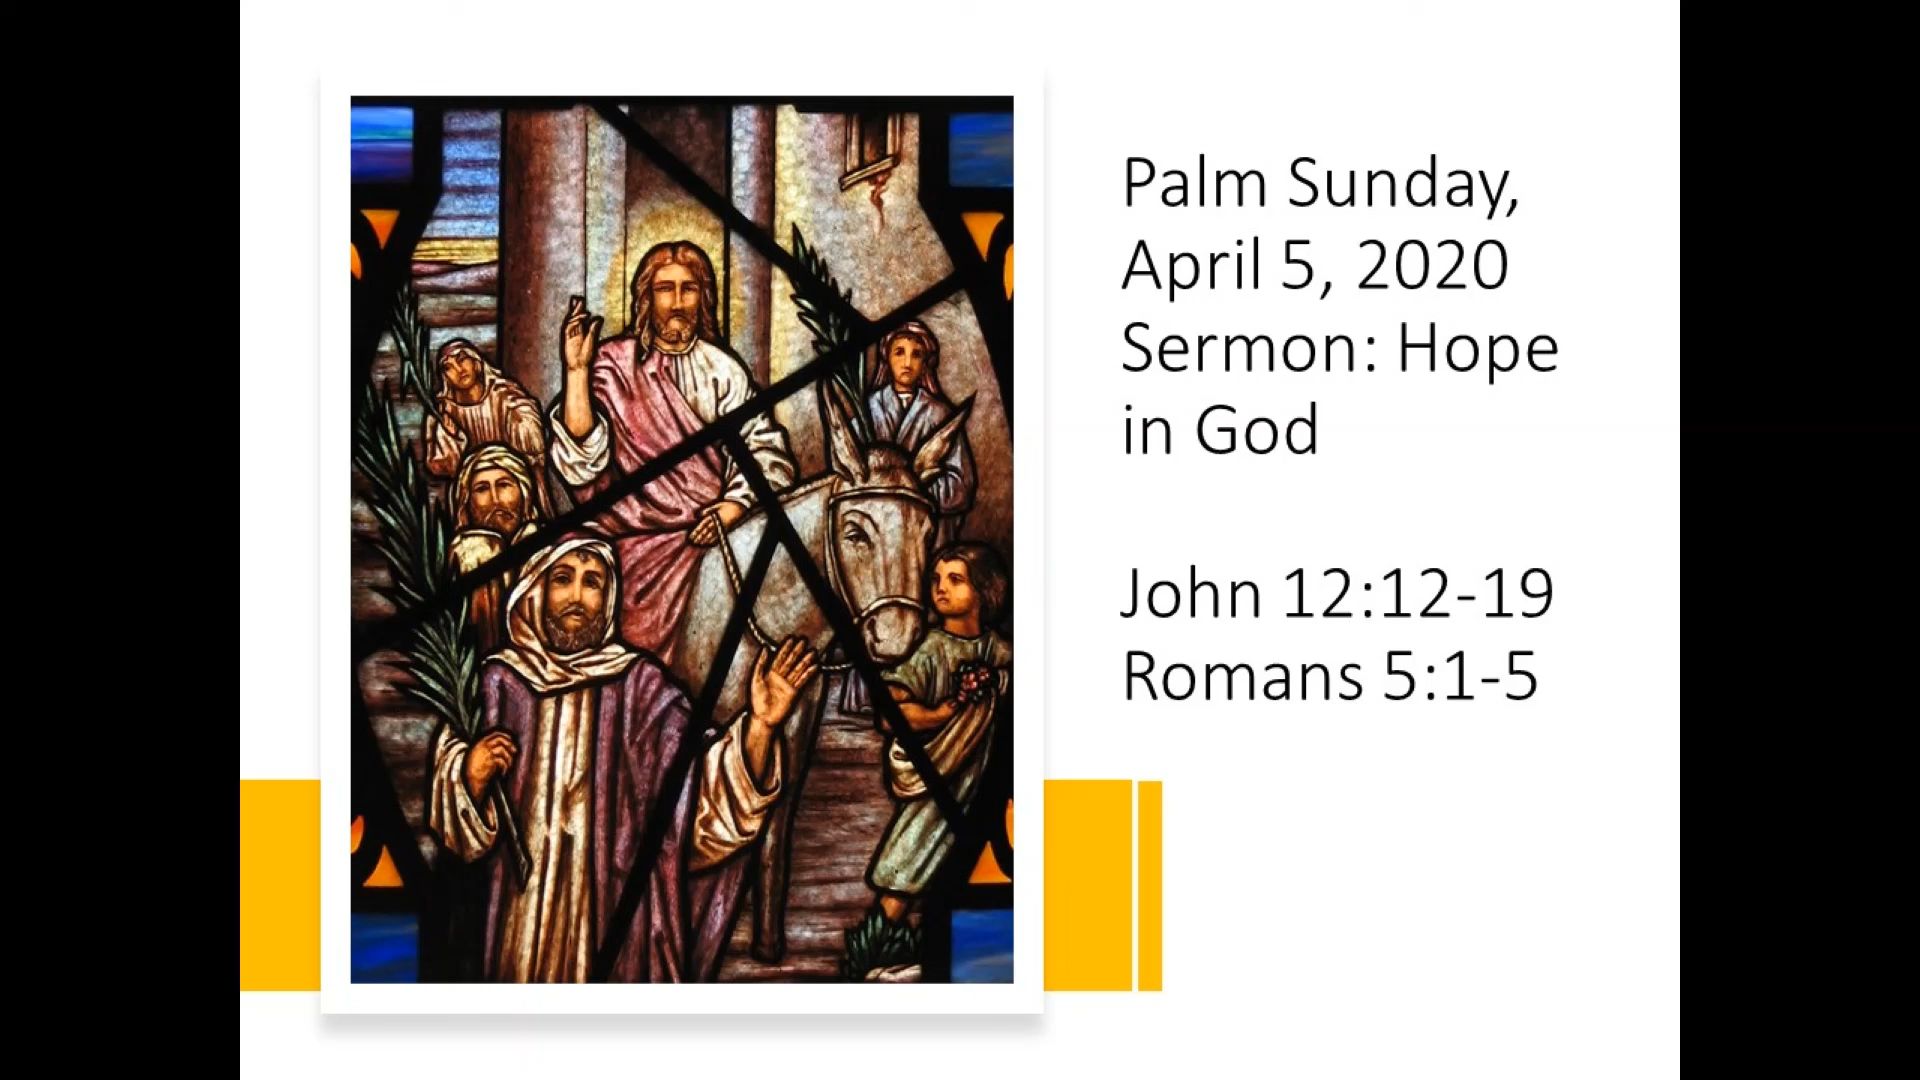 Palm Sunday,
April 5, 2020
Sermon: Hope
in God
John 12:12-19
Romans 5:1-5